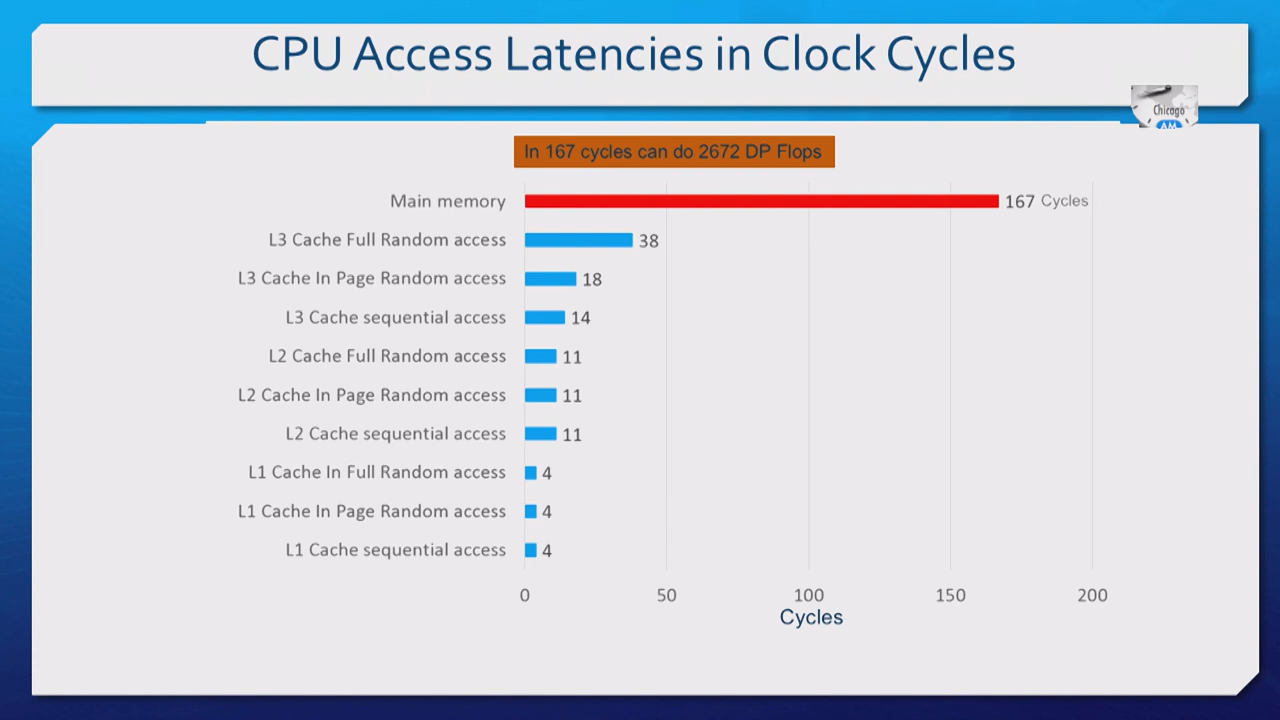 CPU Access Latencies in Clock Cycles
Chicago
AM
In 167 cycles can do 2672 DP Flops
Main memory 167 Cycles
L3 Cache Full Random access 38
L3 Cache In Page Random access 18
L3 Cache sequential access 14
L2 Cache Full Random access 11
L2 Cache In Page Random access 11
L2 Cache sequential access 11
L1 Cache In Full Random access 4
L1 Cache In Page Random access 4
L1 Cache sequential access 4
0 50 100 150 200
Cycles